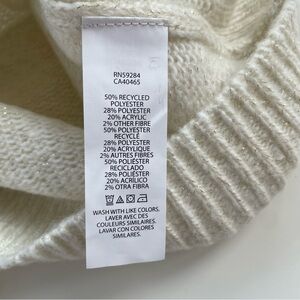 RN59284
CA40465
50% RECYCLED
POLYESTER
28% POLYESTER
20% ACRYLIC
2% OTHER FIBRE
50% POLYESTER
RECYCLÉ
28% POLYESTER
20% ACRYLIQUE
2% AUTRES FIBRES
50% POLIÉSTER
RECICLADO
28% POLIÉSTER
20% ACRÍLICO
2% OTRA FIBRA
WASH WITH LIKE COLORS.
LAVER AVEC DES
COULEURS SIMILAIRES.
LAVAR CON COLORES
SIMILARES.